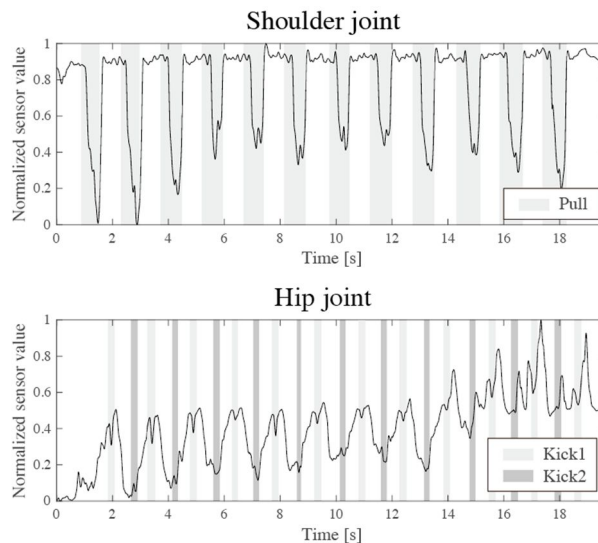 Shoulder joint
Normalized sensor value
1
0.8
0.6
0.4
0.2
0
0 2 4 6 8 10 12 14 16 18
Time [s]
Pull
Hip joint
Normalized sensor value
1
0.8
0.6
0.4
0.2
0
0 2 4 6 8 10 12 14 16 18
Time [s]
Kick1
Kick2